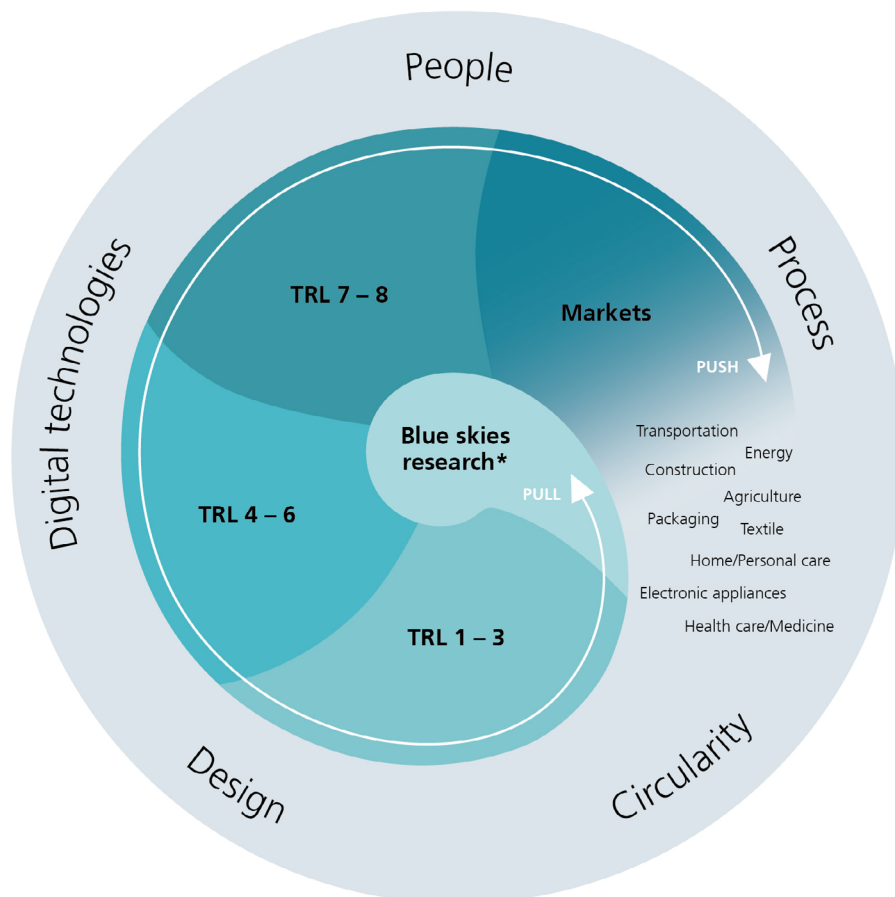 People
Process
Digital technologies
TRL 7 – 8
Markets
PUSH
Blue skies
research*
PULL
Transportation
Energy
Construction
Agriculture
Packaging
Textile
Home/Personal care
Electronic appliances
Health care/Medicine
TRL 4 – 6
TRL 1 – 3
Design
Circularity